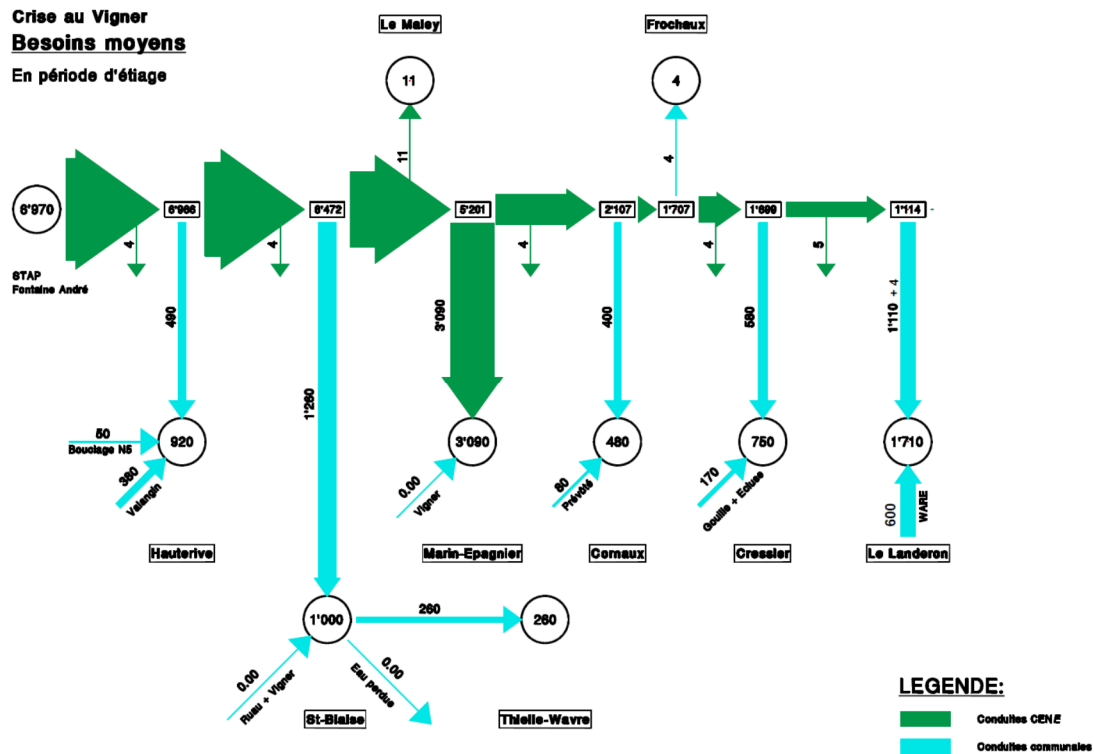 Crise au Vigner
Besoins moyens
En période d'étiage
Le Maley
Frochaux
11
4
11
4
6'970
6'966
6'472
5'201
2'107
1'707
1'699
1'114
STAP
Fontaine André
4
4
4
4
5
490
1'260
3'090
400
580
1'110 + 4
50
Bouclage N5
380
Valangin
920
0.00
Vigner
3'090
80
Prévôté
480
170
Gouille + Ecluse
750
1'710
600
WARE
Hauterive
Marin-Epagnier
Cornaux
Cressier
Le Landeron
1'000
260
260
0.00
Ruau + Vigner
0.00
Eau perdue
St-Blaise
Thielle-Wavre
LEGENDE:
Conduites CENE
Conduites communales